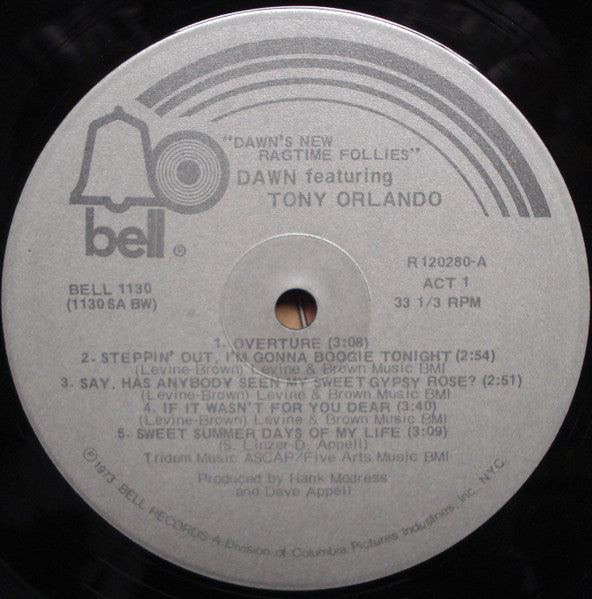 "DAWN'S NEW
RAGTIME FOLLIES"
DAWN featuring
TONY ORLANDO
bell ®
BELL 1130
(1130 SA BW)
R 120280-A
ACT 1
33 1/3 RPM
1. OVERTURE (3:08)
2- STEPPIN' OUT, I'M GONNA BOOGIE TONIGHT (2:54)
(Levine-Brown) Levine & Brown Music BMI
3- SAY, HAS ANYBODY SEEN MY SWEET GYPSY ROSE? (2:51)
(Levine-Brown) Levine & Brown Music BMI
4- IF IT WASN'T FOR YOU DEAR (3:40)
(Levine-Brown) Levine & Brown Music BMI
5- SWEET SUMMER DAYS OF MY LIFE (3:09)
(S. Linzer-D. Appell)
Tridem Music ASCAP/Five Arts Music BMI
Produced by Hank Medress
and Dave Appell
℗1973 BELL RECORDS A Division of Columbia Pictures Industries, Inc., N.Y.C.